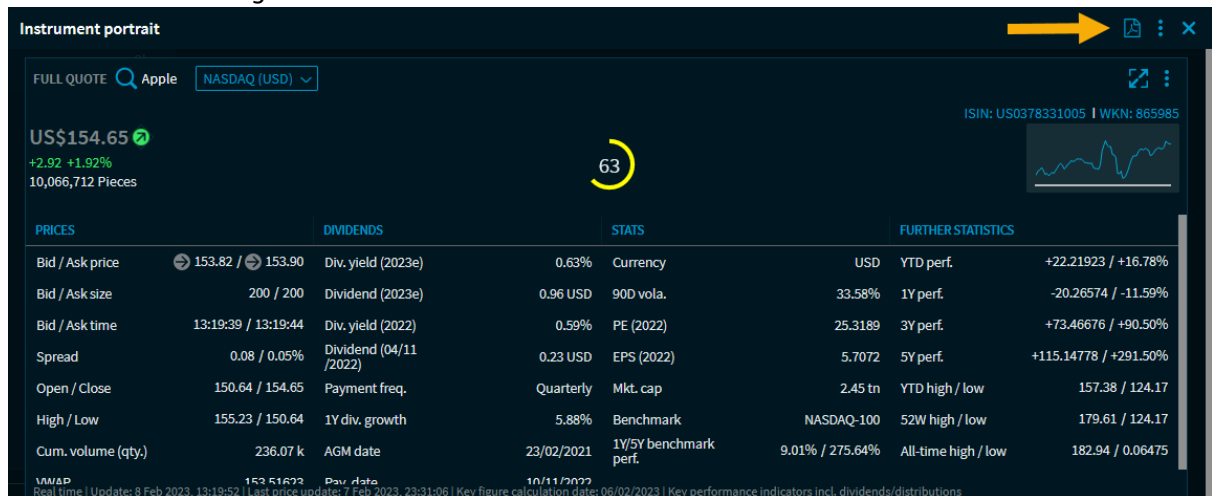 Instrument portrait
FULL QUOTE Apple NASDAQ (USD)
ISIN: US0378331005 | WKN: 865985
US$154.65
+2.92 +1.92%
10,066,712 Pieces
63
PRICES DIVIDENDS STATS FURTHER STATISTICS
Bid / Ask price 153.82 / 153.90 Div. yield (2023e) 0.63% Currency USD YTD perf. +22.21923 / +16.78%
Bid / Ask size 200 / 200 Dividend (2023e) 0.96 USD 90D vola. 33.58% 1Y perf. -20.26574 / -11.59%
Bid / Ask time 13:19:39 / 13:19:44 Div. yield (2022) 0.59% PE (2022) 25.3189 3Y perf. +73.46676 / +90.50%
Spread 0.08 / 0.05% Dividend (04/11 /2022) 0.23 USD EPS (2022) 5.7072 5Y perf. +115.14778 / +291.50%
Open / Close 150.64 / 154.65 Payment freq. Quarterly Mkt. cap 2.45 tn YTD high / low 157.38 / 124.17
High / Low 155.23 / 150.64 1Y div. growth 5.88% Benchmark NASDAQ-100 52W high / low 179.61 / 124.17
Cum. volume (qty.) 236.07 k AGM date 23/02/2021 1Y/5Y benchmark perf. 9.01% / 275.64% All-time high / low 182.94 / 0.06475
VWAP 153.51623 Pay. date 10/11/2022
Real time | Update: 8 Feb 2023, 13:19:52 | Last price update: 7 Feb 2023, 23:31:06 | Key figure calculation date: 06/02/2023 | Key performance indicators incl. dividends/distributions